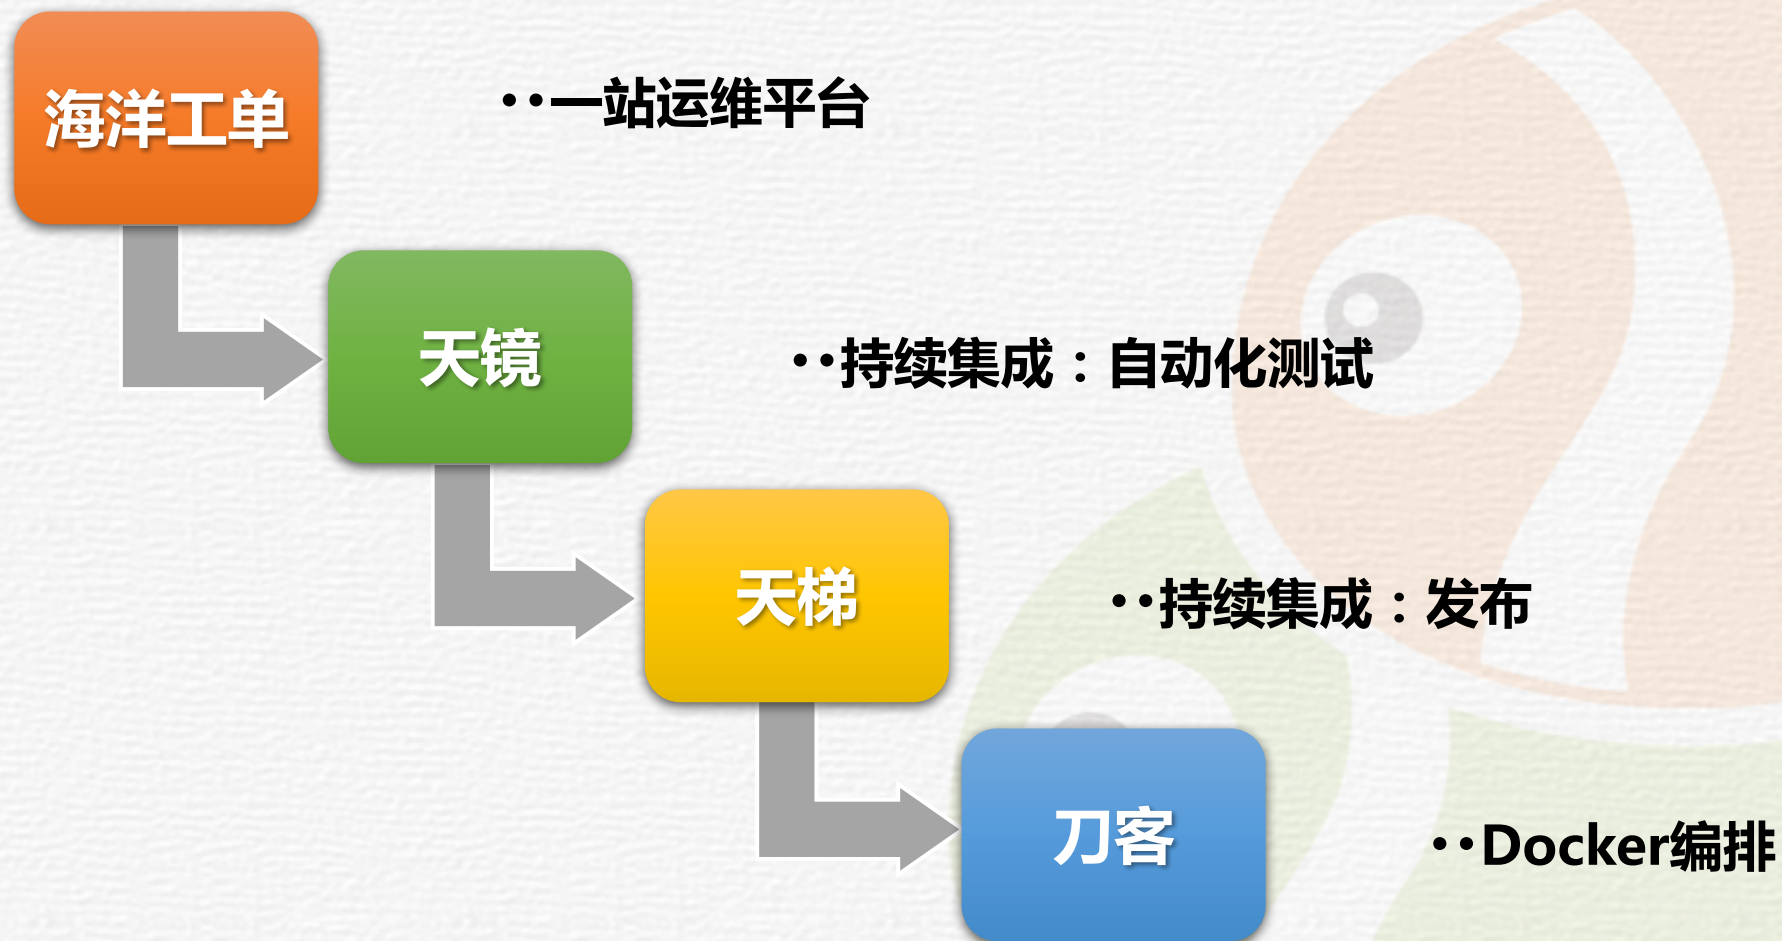 海洋工单
••一站运维平台
天镜
••持续集成：自动化测试
天梯
••持续集成：发布
刀客
••Docker编排